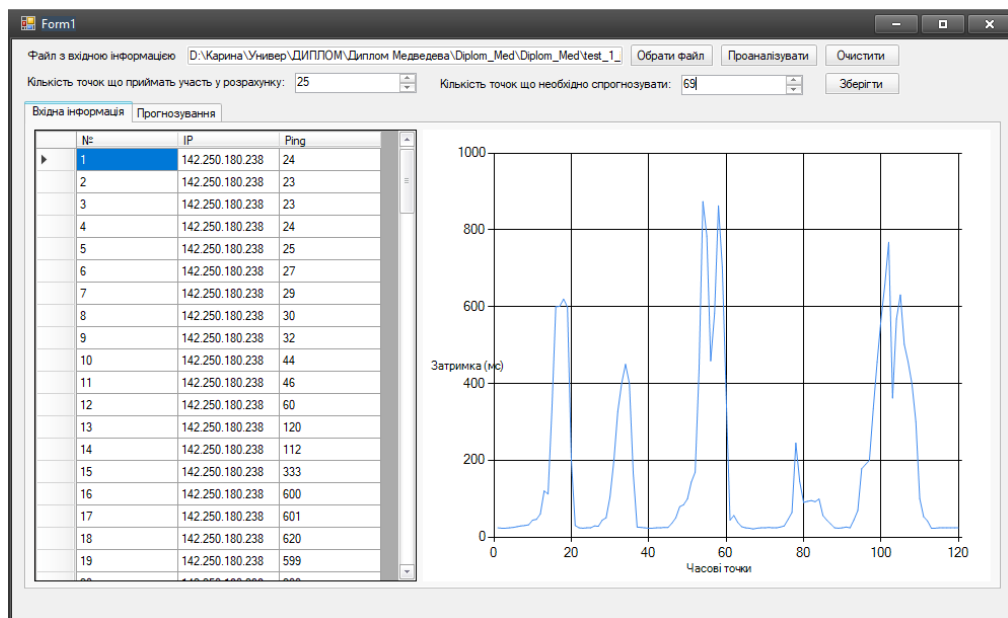 Form1
Файл з вхідною інформацією D:\Карина\Универ\ДИПЛОМ\Диплом Медведева\Diplom_Med\Diplom_Med\test_1_ Обрати файл Проаналізувати Очистити
Кількість точок що приймать участь у розрахунку: 25 Кількість точок що необхідно спрогнозувати: 69 Зберігти
Вхідна інформація Прогнозування
№ IP Ping
1 142.250.180.238 24
2 142.250.180.238 23
3 142.250.180.238 23
4 142.250.180.238 24
5 142.250.180.238 25
6 142.250.180.238 27
7 142.250.180.238 29
8 142.250.180.238 30
9 142.250.180.238 32
10 142.250.180.238 44
11 142.250.180.238 46
12 142.250.180.238 60
13 142.250.180.238 120
14 142.250.180.238 112
15 142.250.180.238 333
16 142.250.180.238 600
17 142.250.180.238 601
18 142.250.180.238 620
19 142.250.180.238 599
1000
800
600
Затримка (мс)
400
200
0
0 20 40 60 80 100 120
Часові точки